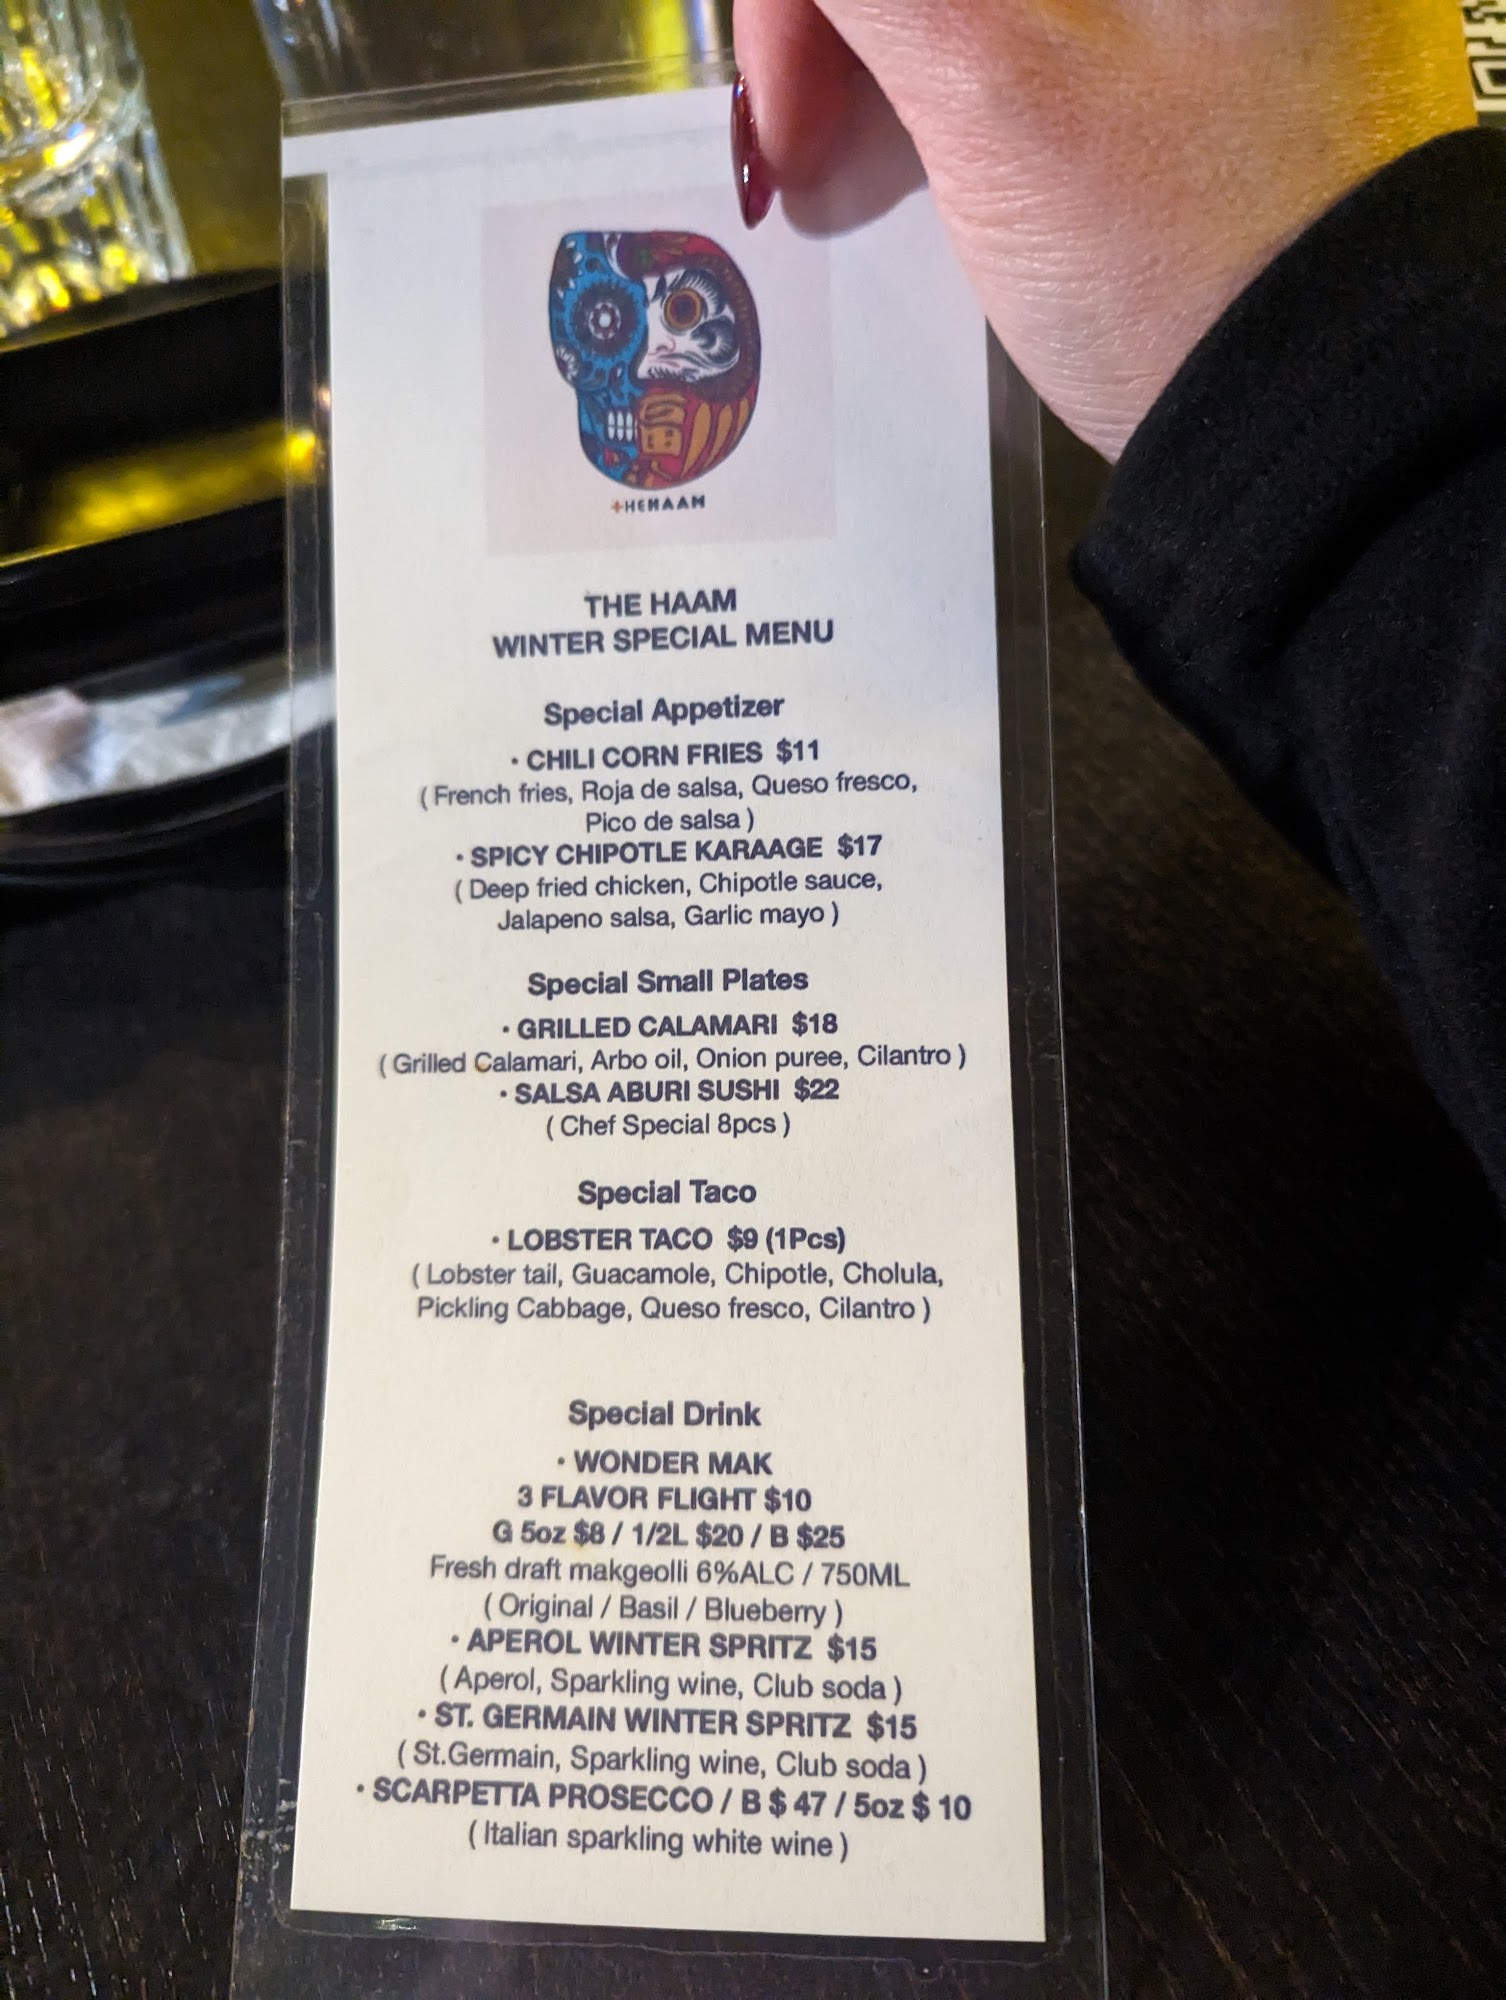 THEHAAM
THE HAAM
WINTER SPECIAL MENU
Special Appetizer
• CHILI CORN FRIES $11
( French fries, Roja de salsa, Queso fresco,
Pico de salsa )
• SPICY CHIPOTLE KARAAGE $17
( Deep fried chicken, Chipotle sauce,
Jalapeno salsa, Garlic mayo )
Special Small Plates
• GRILLED CALAMARI $18
( Grilled Calamari, Arbo oil, Onion puree, Cilantro )
• SALSA ABURI SUSHI $22
( Chef Special 8pcs )
Special Taco
• LOBSTER TACO $9 (1Pcs)
( Lobster tail, Guacamole, Chipotle, Cholula,
Pickling Cabbage, Queso fresco, Cilantro )
Special Drink
• WONDER MAK
3 FLAVOR FLIGHT $10
G 5oz $8 / 1/2L $20 / B $25
Fresh draft makgeolli 6%ALC / 750ML
( Original / Basil / Blueberry )
• APEROL WINTER SPRITZ $15
( Aperol, Sparkling wine, Club soda )
• ST. GERMAIN WINTER SPRITZ $15
( St.Germain, Sparkling wine, Club soda )
• SCARPETTA PROSECCO / B $ 47 / 5oz $ 10
( Italian sparkling white wine )